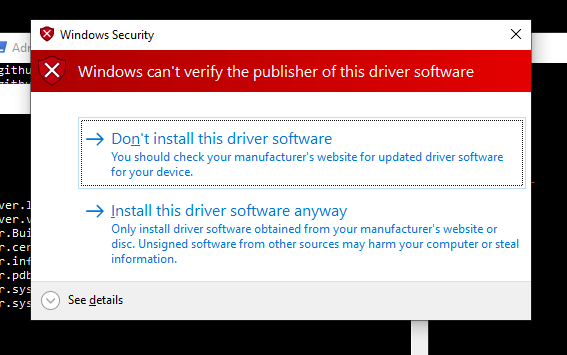 Windows Security
Windows can't verify the publisher of this driver software
Don't install this driver software
You should check your manufacturer's website for updated driver software
for your device.
Install this driver software anyway
Only install driver software obtained from your manufacturer's website or
disc. Unsigned software from other sources may harm your computer or steal
information.
See details
Adr
github
github
ver.l
ver.v
r.Bui
r.cer
r.inf
r.pdb
r.sys
r.sys